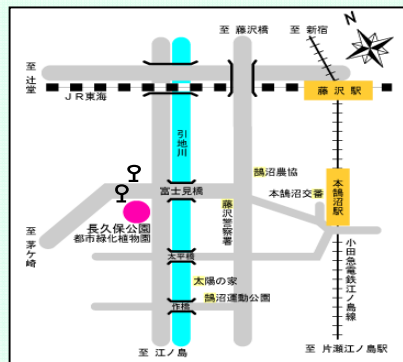 至 藤沢橋
至 新宿
N
至 辻堂
JR東海
藤沢駅
引地川
鵠沼農協
本鵠沼交番
富士見橋
本鵠沼駅
長久保公園
都市緑化植物園
藤沢警察署
太平橋
至 茅ケ崎
太陽の家
鵠沼運動公園
作橋
小田急電鉄江ノ島線
至 江ノ島
至 片瀬江ノ島駅